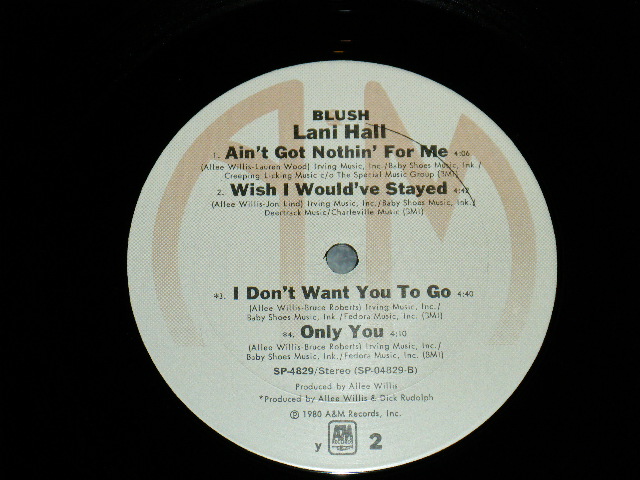 BLUSH
Lani Hall
1. Ain't Got Nothin' For Me 4:06
(Allee Willis-Lauren Wood) Irving Music, Inc./Baby Shoes Music, Ink./
Creeping Licking Music c/o The Special Music Group (BMI)
2. Wish I Would've Stayed 4:42
(Allee Willis-Jon Lind) Irving Music, Inc./Baby Shoes Music, Ink./
Deertrack Music/Charleville Music (BMI)
*3. I Don't Want You To Go 4:40
(Allee Willis-Bruce Roberts) Irving Music, Inc./
Baby Shoes Music, Ink./Fedora Music, Inc. (BMI)
*4. Only You 4:10
(Allee Willis-Bruce Roberts) Irving Music, Inc./
Baby Shoes Music, Ink./Fedora Music, Inc. (BMI)
SP-4829/Stereo (SP-04829-B)
Produced by Allee Willis
*Produced by Allee Willis & Dick Rudolph
℗ 1980 A&M Records, Inc.
y A&M RECORDS 2